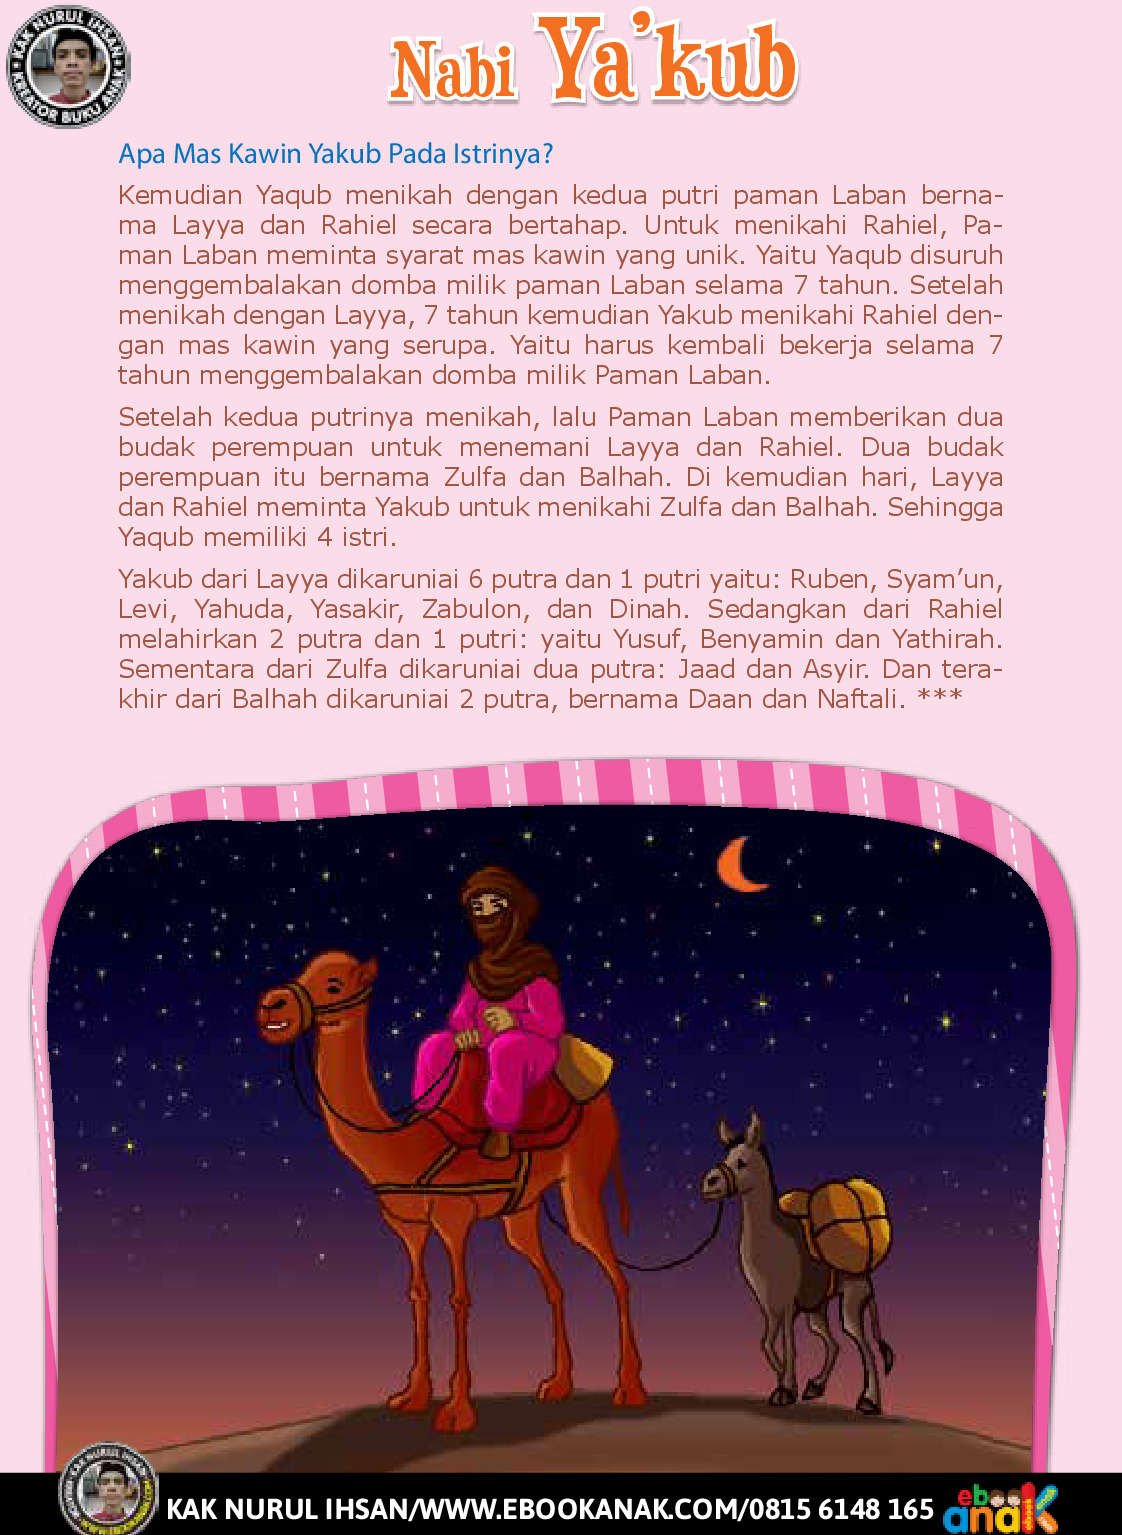 KAK NURUL IHSAN
KREATOR BUKU ANAK
Nabi Ya'kub
Apa Mas Kawin Yakub Pada Istrinya?
Kemudian Yaqub menikah dengan kedua putri paman Laban berna-
ma Layya dan Rahiel secara bertahap. Untuk menikahi Rahiel, Pa-
man Laban meminta syarat mas kawin yang unik. Yaitu Yaqub disuruh
menggembalakan domba milik paman Laban selama 7 tahun. Setelah
menikah dengan Layya, 7 tahun kemudian Yakub menikahi Rahiel den-
gan mas kawin yang serupa. Yaitu harus kembali bekerja selama 7
tahun menggembalakan domba milik Paman Laban.
Setelah kedua putrinya menikah, lalu Paman Laban memberikan dua
budak perempuan untuk menemani Layya dan Rahiel. Dua budak
perempuan itu bernama Zulfa dan Balhah. Di kemudian hari, Layya
dan Rahiel meminta Yakub untuk menikahi Zulfa dan Balhah. Sehingga
Yaqub memiliki 4 istri.
Yakub dari Layya dikaruniai 6 putra dan 1 putri yaitu: Ruben, Syam’un,
Levi, Yahuda, Yasakir, Zabulon, dan Dinah. Sedangkan dari Rahiel
melahirkan 2 putra dan 1 putri: yaitu Yusuf, Benyamin dan Yathirah.
Sementara dari Zulfa dikaruniai dua putra: Jaad dan Asyir. Dan tera-
khir dari Balhah dikaruniai 2 putra, bernama Daan dan Naftali. ***
KAK NURUL IHSAN/WWW.EBOOKANAK.COM/0815 6148 165
ebook
anak